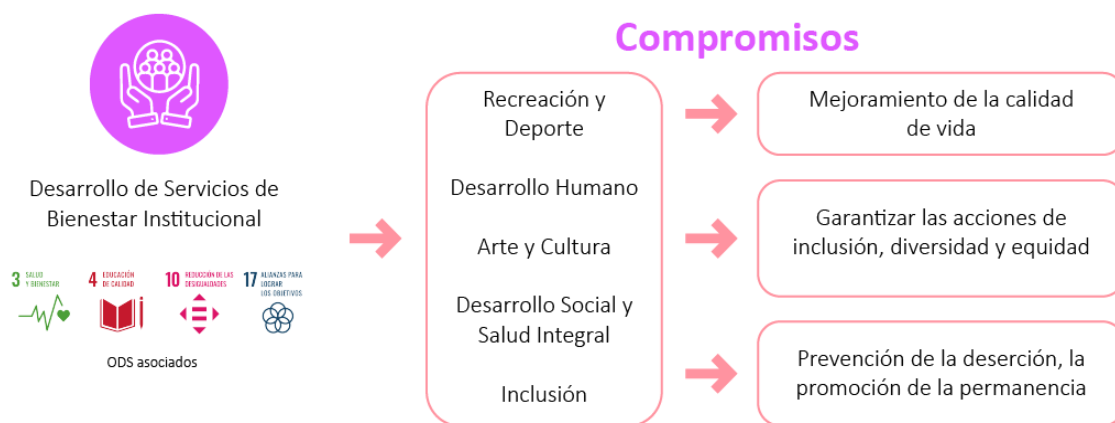 Compromisos
Desarrollo de Servicios de
Bienestar Institucional
3 SALUD
Y BIENESTAR
4 EDUCACIÓN
DE CALIDAD
10 REDUCCIÓN DE LAS
DESIGUALDADES
17 ALIANZAS PARA
LOGRAR
LOS OBJETIVOS
ODS asociados
Recreación y
Deporte
Desarrollo Humano
Arte y Cultura
Desarrollo Social y
Salud Integral
Inclusión
Mejoramiento de la calidad
de vida
Garantizar las acciones de
inclusión, diversidad y equidad
Prevención de la deserción, la
promoción de la permanencia